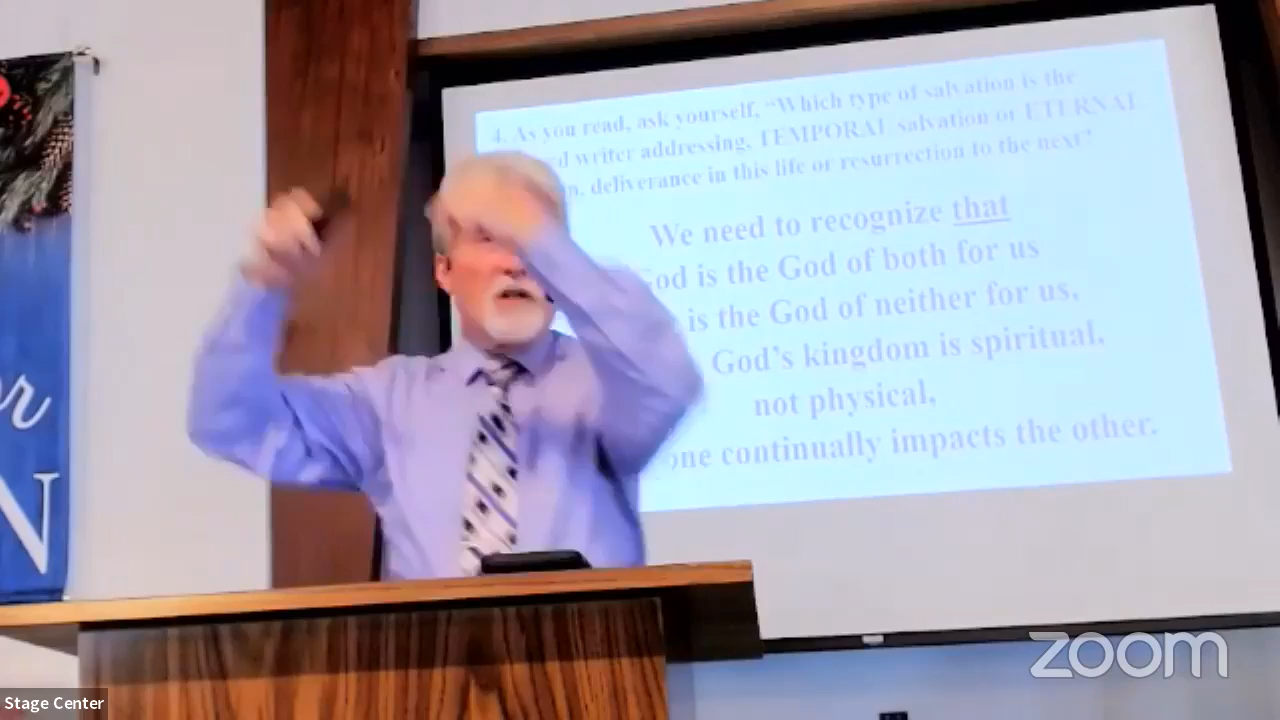 or
N
4. As you read, ask yourself, “Which type of salvation is the
d writer addressing, TEMPORAL salvation or ETERNAL
n, deliverance in this life or resurrection to the next”
We need to recognize that
God is the God of both for us
is the God of neither for us,
God’s kingdom is spiritual,
not physical,
one continually impacts the other.
zoom
Stage Center